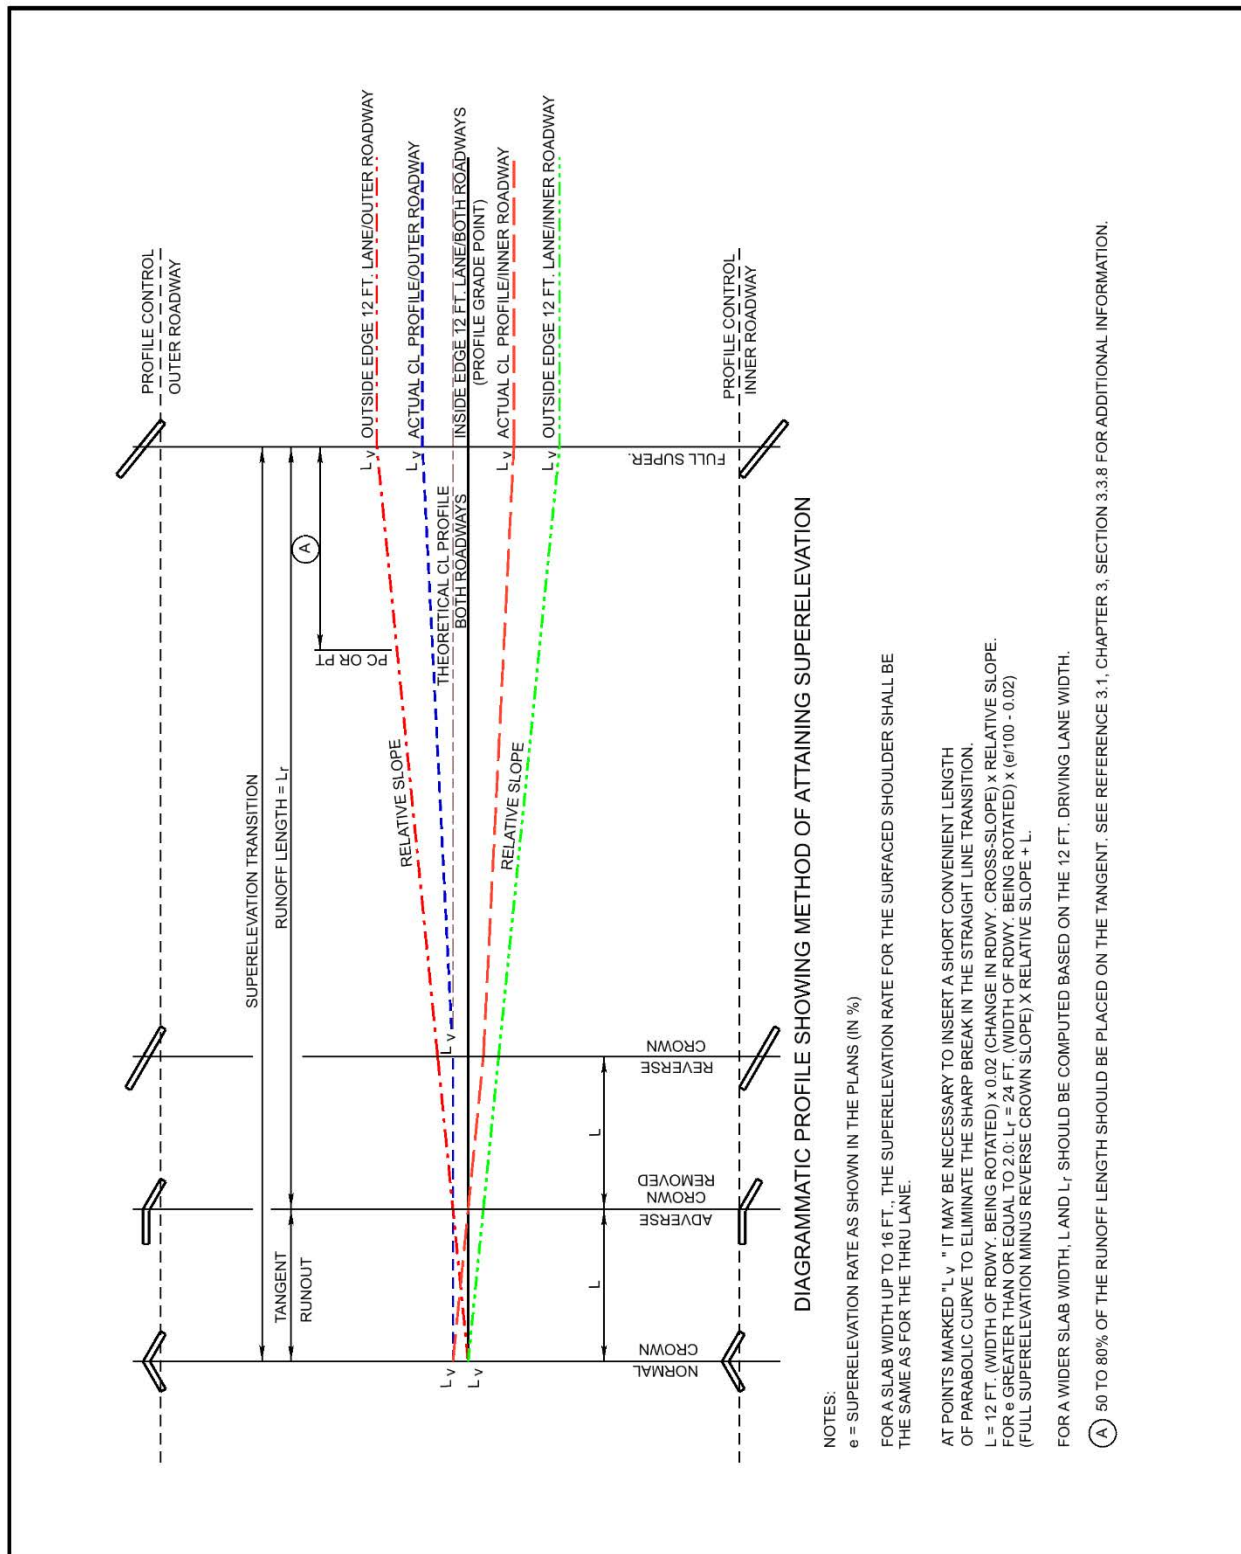 PROFILE CONTROL
OUTER ROADWAY
SUPERELEVATION TRANSITION
RUNOFF LENGTH = Lr
TANGENT
RUNOUT
A
PC OR PT
RELATIVE SLOPE
THEORETICAL CL PROFILE
BOTH ROADWAYS
RELATIVE SLOPE
Lv OUTSIDE EDGE 12 FT. LANE/OUTER ROADWAY
Lv ACTUAL CL PROFILE/OUTER ROADWAY
INSIDE EDGE 12 FT. LANE/BOTH ROADWAYS
(PROFILE GRADE POINT)
Lv ACTUAL CL PROFILE/INNER ROADWAY
Lv OUTSIDE EDGE 12 FT. LANE/INNER ROADWAY
Lv
Lv
Lv
L
L
NORMAL
CROWN
ADVERSE
CROWN
REMOVED
REVERSE
CROWN
FULL SUPER.
PROFILE CONTROL
INNER ROADWAY
DIAGRAMMATIC PROFILE SHOWING METHOD OF ATTAINING SUPERELEVATION
NOTES:
e = SUPERELEVATION RATE AS SHOWN IN THE PLANS (IN %)
FOR A SLAB WIDTH UP TO 16 FT., THE SUPERELEVATION RATE FOR THE SURFACED SHOULDER SHALL BE
THE SAME AS FOR THE THRU LANE.
AT POINTS MARKED "Lv " IT MAY BE NECESSARY TO INSERT A SHORT CONVENIENT LENGTH
OF PARABOLIC CURVE TO ELIMINATE THE SHARP BREAK IN THE STRAIGHT LINE TRANSITION.
L = 12 FT. (WIDTH OF RDWY. BEING ROTATED) x 0.02 (CHANGE IN RDWY. CROSS-SLOPE) x RELATIVE SLOPE.
FOR e GREATER THAN OR EQUAL TO 2.0: Lr = 24 FT. (WIDTH OF RDWY. BEING ROTATED) x (e/100 - 0.02)
(FULL SUPERELEVATION MINUS REVERSE CROWN SLOPE) X RELATIVE SLOPE + L.
FOR A WIDER SLAB WIDTH, L AND Lr SHOULD BE COMPUTED BASED ON THE 12 FT. DRIVING LANE WIDTH.
A 50 TO 80% OF THE RUNOFF LENGTH SHOULD BE PLACED ON THE TANGENT. SEE REFERENCE 3.1, CHAPTER 3, SECTION 3.3.8 FOR ADDITIONAL INFORMATION.